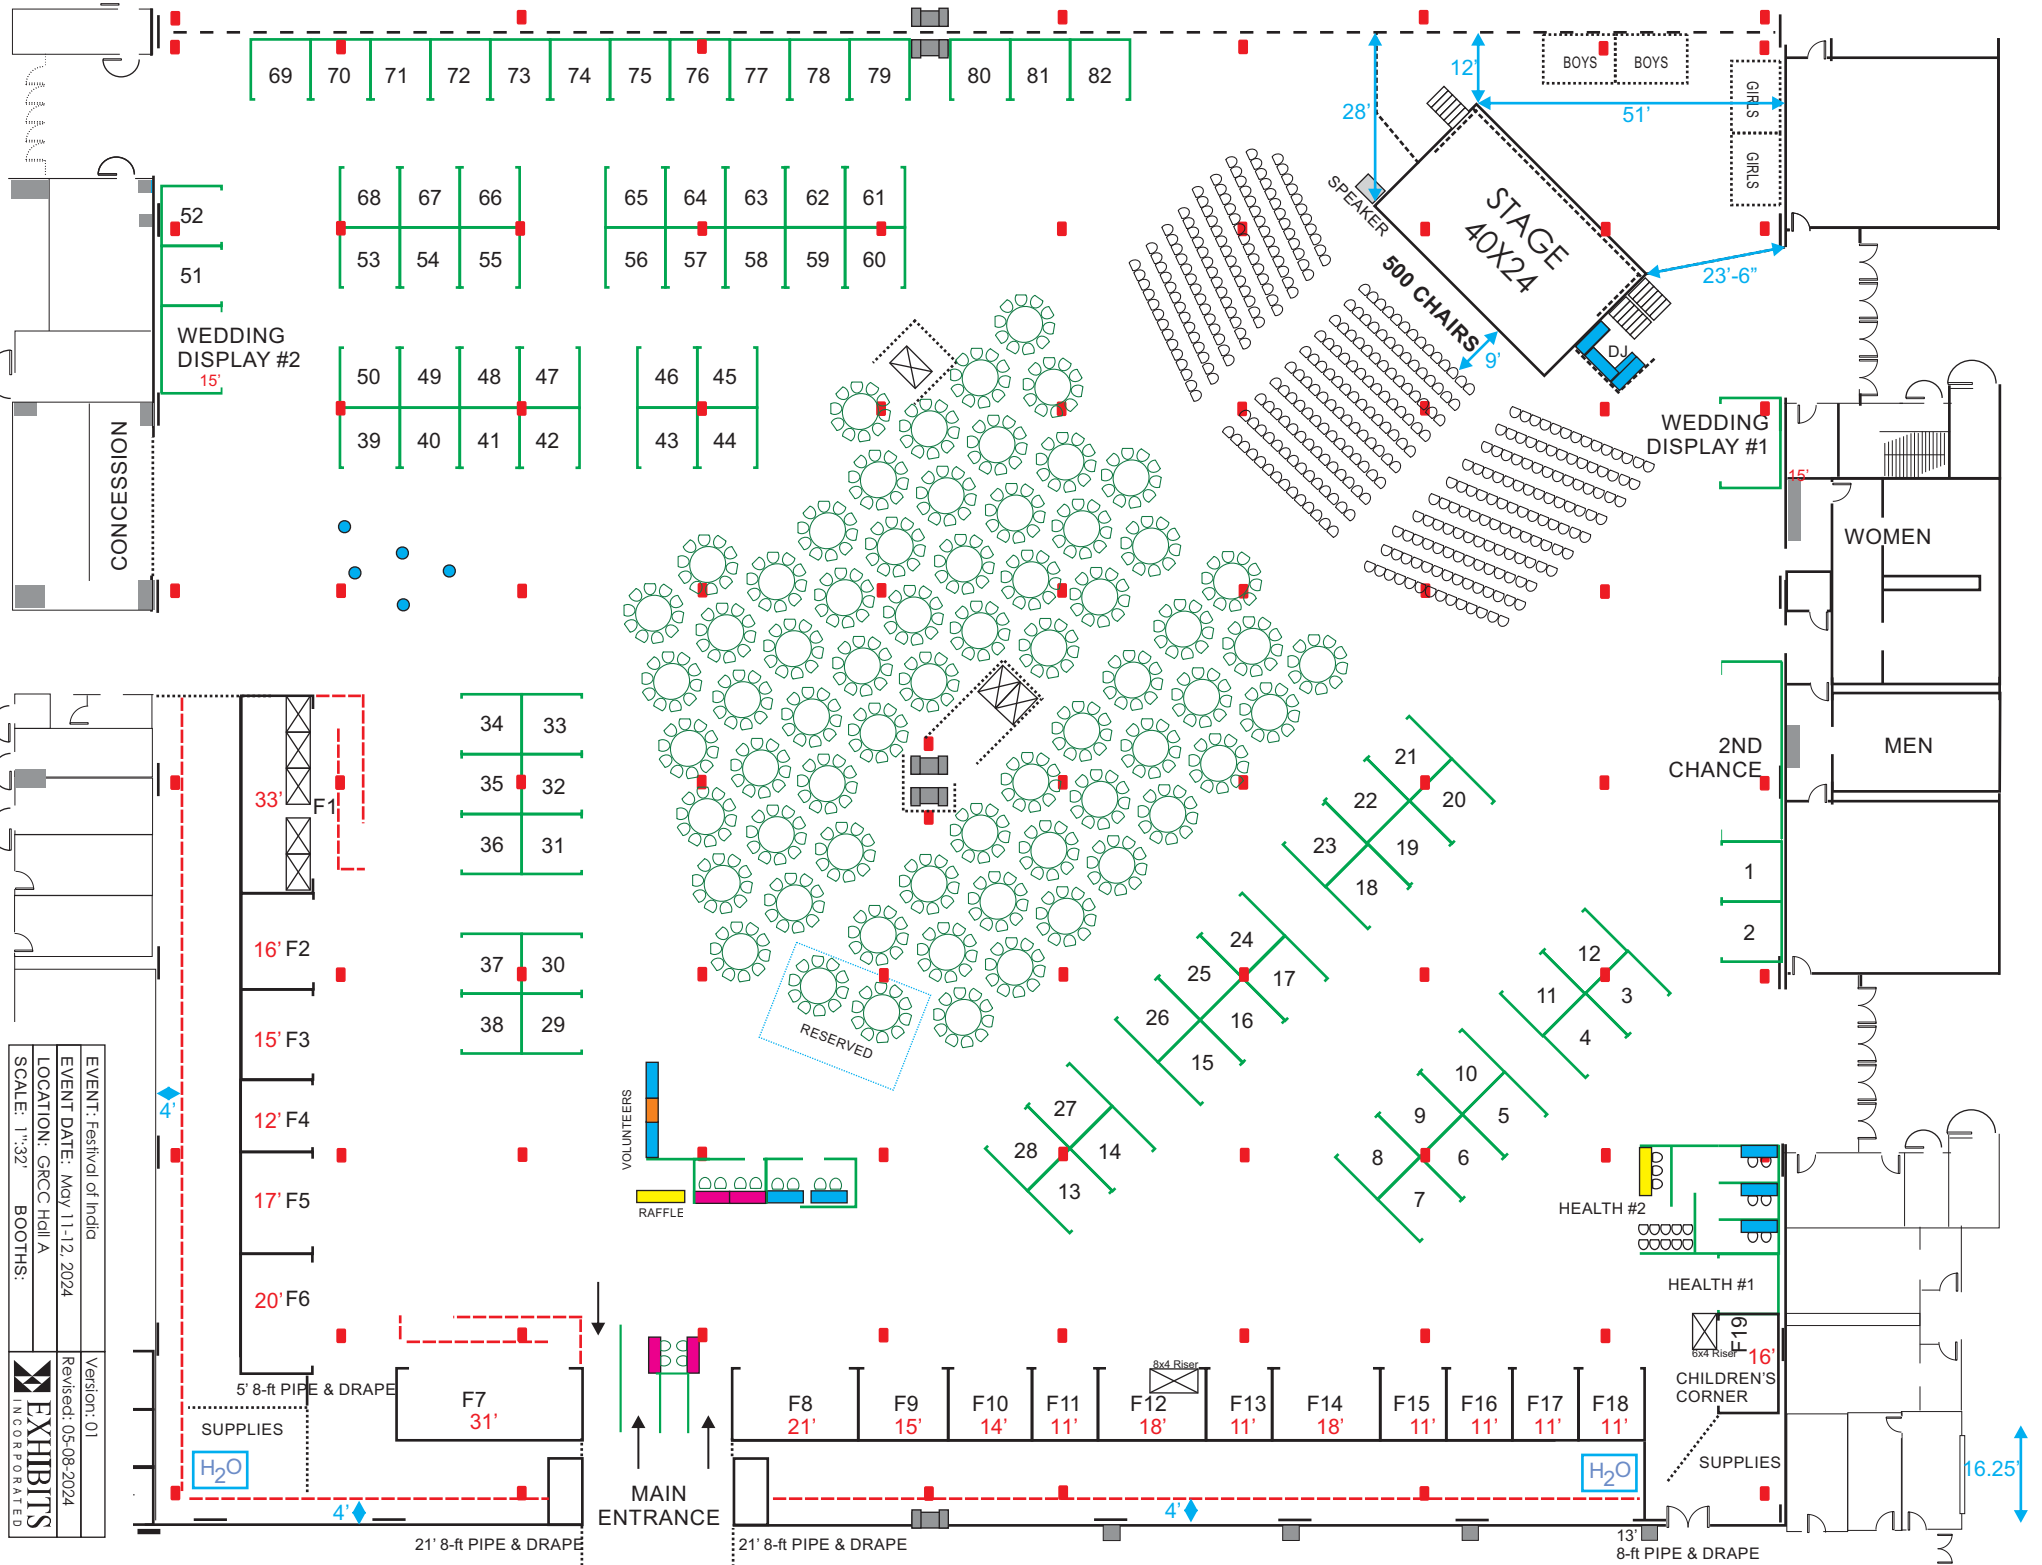 69 70 71 72 73 74 75 76 77 78 79 80 81 82
12'
BOYS BOYS
28'
51'
GIRLS
GIRLS
52
68 67 66 65 64 63 62 61
53 54 55 56 57 58 59 60
51
SPEAKER
STAGE
40X24
500 CHAIRS
23'-6"
9'
DJ
WEDDING
DISPLAY #2
15'
50 49 48 47 46 45
39 40 41 42 43 44
CONCESSION
WEDDING
DISPLAY #1
15'
WOMEN
MEN
2ND
CHANCE
1
2
34 33
35 32
36 31
37 30
38 29
33'
F1
16' F2
15' F3
12' F4
17' F5
20' F6
4'
21
22 20
23 19
18
24
25 17
26 16
15
27
28 14
13
12
11 3
4
10
9 5
8 6
7
RESERVED
VOLUNTEERS
RAFFLE
HEALTH #2
HEALTH #1
F19
6x4 Riser
16'
CHILDREN'S
CORNER
5' 8-ft PIPE & DRAPE
SUPPLIES
H2O
F7
31'
8x4 Riser
F8 F9 F10 F11 F12 F13 F14 F15 F16 F17 F18
21' 15' 14' 11' 18' 11' 18' 11' 11' 11' 11'
MAIN
ENTRANCE
4'
4'
H2O
SUPPLIES
16.25'
21' 8-ft PIPE & DRAPE
21' 8-ft PIPE & DRAPE
13'
8-ft PIPE & DRAPE
EVENT: Festival of India
EVENT DATE: May 11-12, 2024
LOCATION: GRCC Hall A
SCALE: 1":32' BOOTHS:
Version: 01
Revised: 05-08-2024
EXHIBITS
INCORPORATED